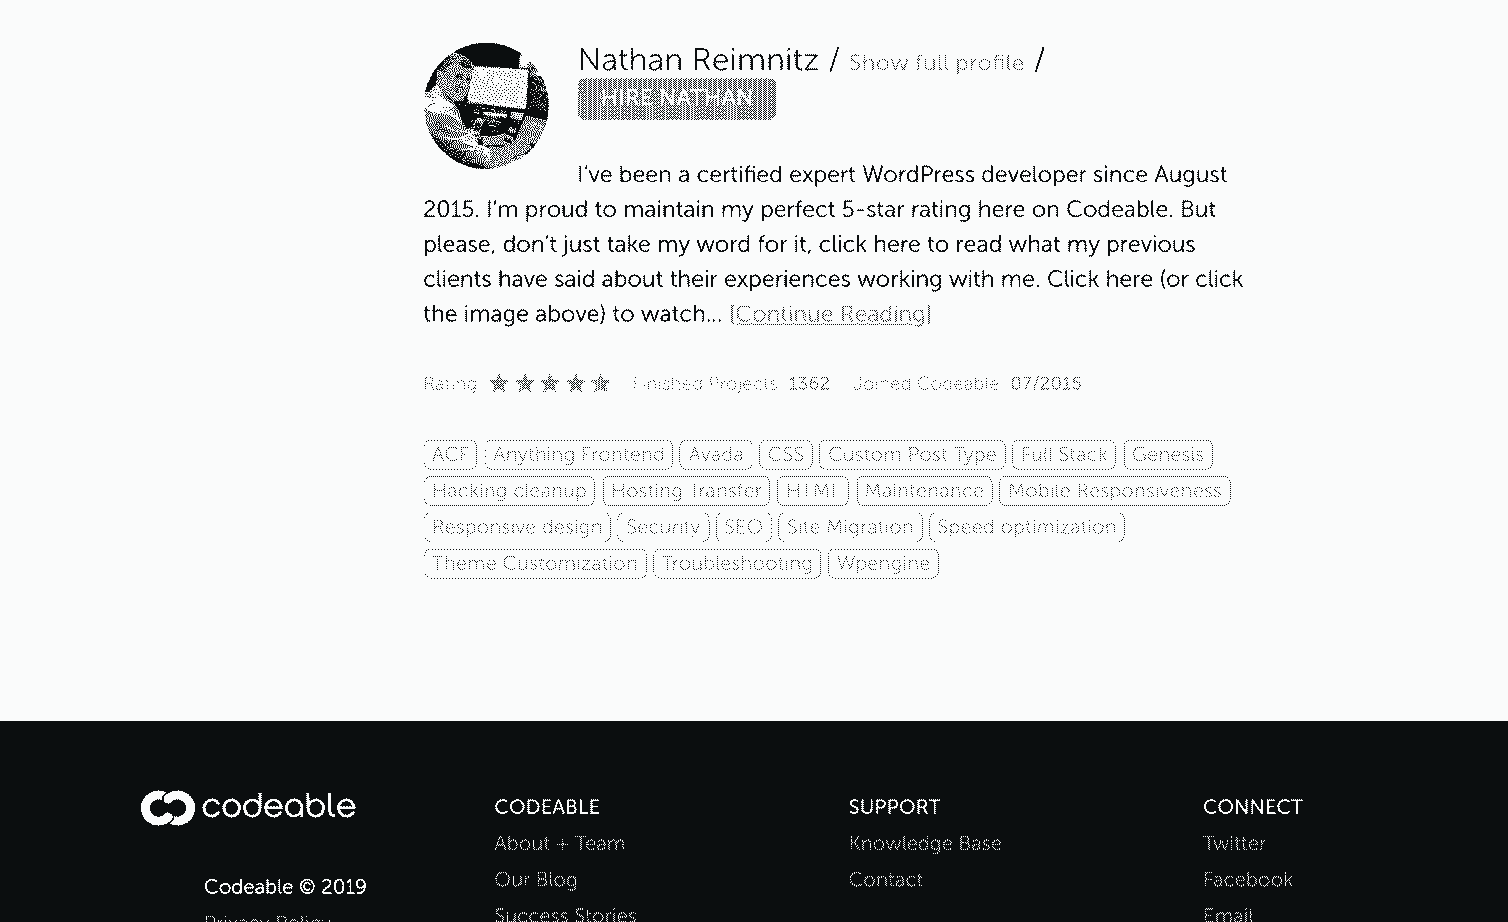 Nathan Reimnitz / Show full profile /
HIRE NATHAN
I've been a certified expert WordPress developer since August
2015. I'm proud to maintain my perfect 5-star rating here on Codeable. But
please, don't just take my word for it, click here to read what my previous
clients have said about their experiences working with me. Click here (or click
the image above) to watch... [Continue Reading]
Rating Finished Projects 1362 Joined Codeable 07/2015
ACF Anything Frontend Avada CSS Custom Post Type Full Stack Genesis
Hacking cleanup Hosting Transfer HTML Maintenance Mobile Responsiveness
Responsive design Security SEO Site Migration Speed optimization
Theme Customization Troubleshooting Wpengine
codeable CODEABLE SUPPORT CONNECT
About + Team Knowledge Base Twitter
Codeable © 2019 Our Blog Contact Facebook
Privacy Policy Success Stories Email